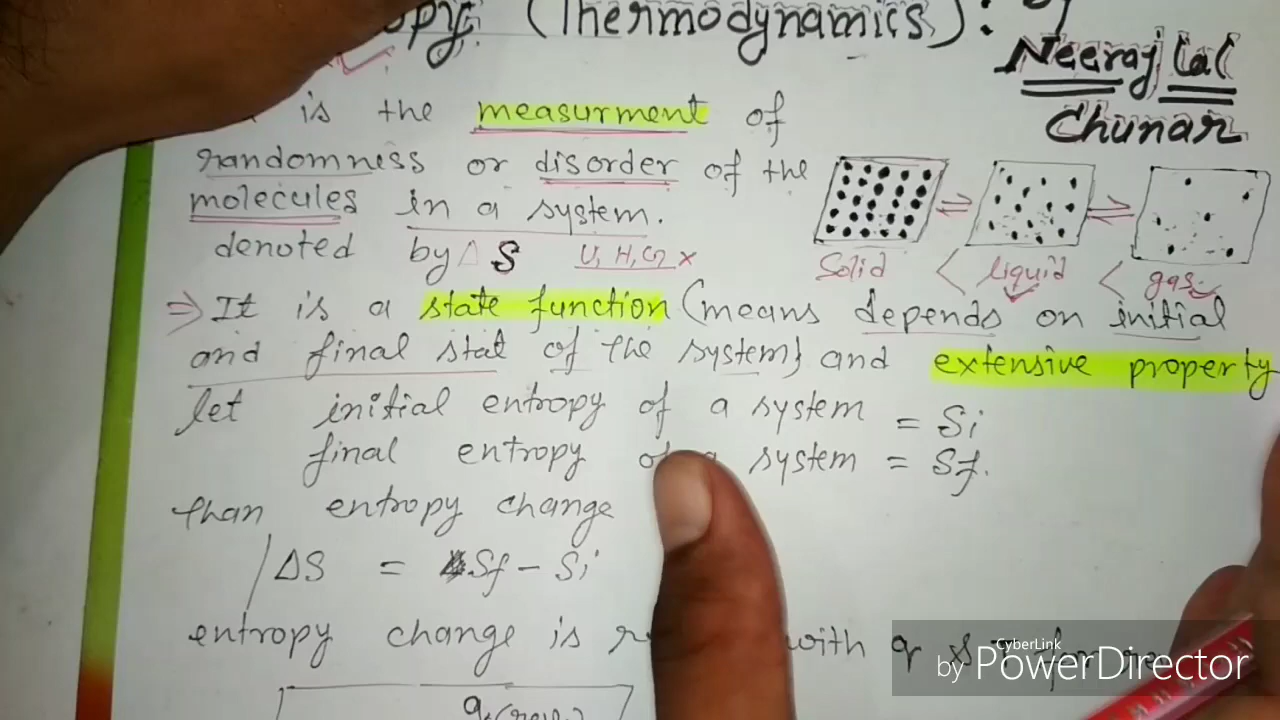 (Thermodynamics): by
Neeraj Lal
Chunar
is the measurment of
randomness or disorder of the
molecules in a system.
denoted by Δ S U, H, G x
Solid < liquid < gas
⇒ It is a state function (means depends on initial
and final stat of the system) and extensive property
let initial entropy of a system = Si
final entropy of a system = Sf.
than entropy change
ΔS = Sf - Si
entropy change is with q
CyberLink
by PowerDirector